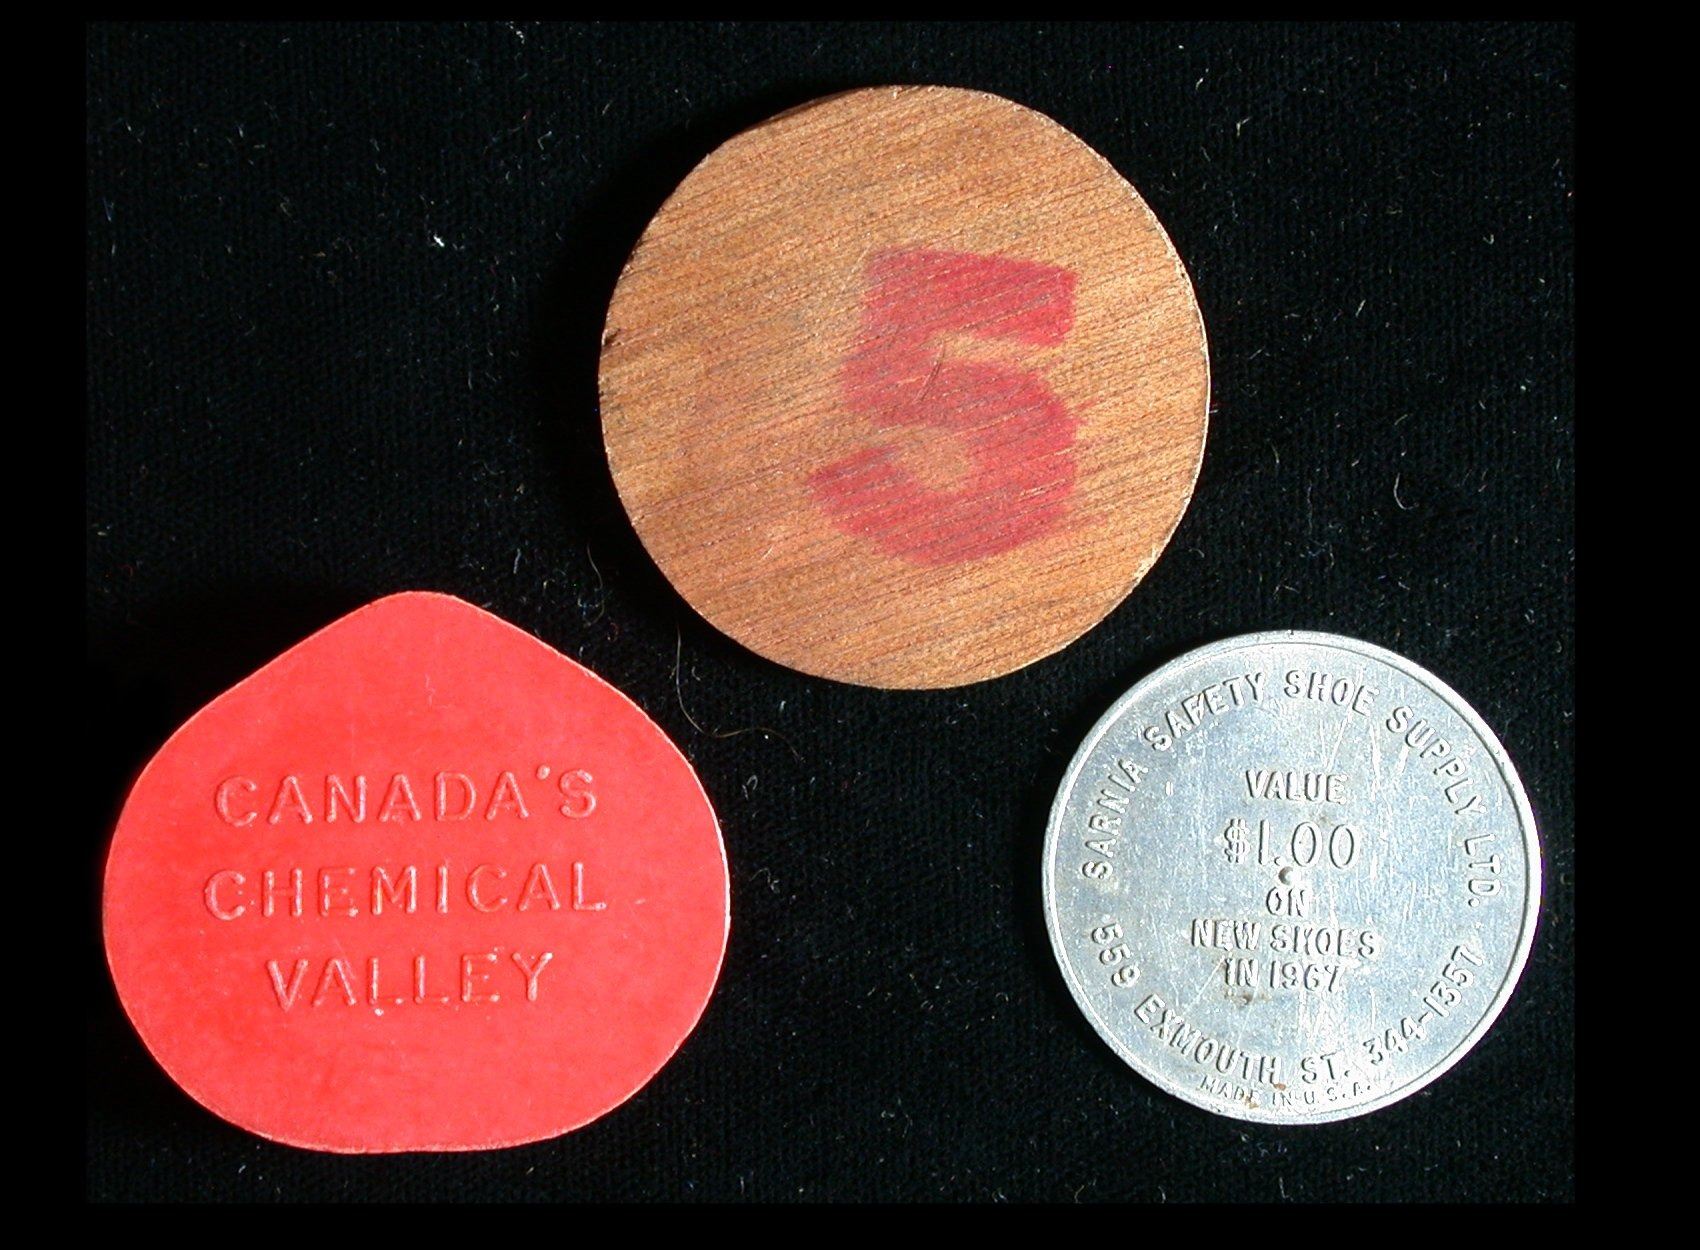 5
CANADA'S
CHEMICAL
VALLEY
SARNIA SAFETY SHOE SUPPLY LTD.
VALUE
$1.00
ON
NEW SHOES
IN 1967
559 EXMOUTH ST. 344-1357
MADE IN U.S.A.